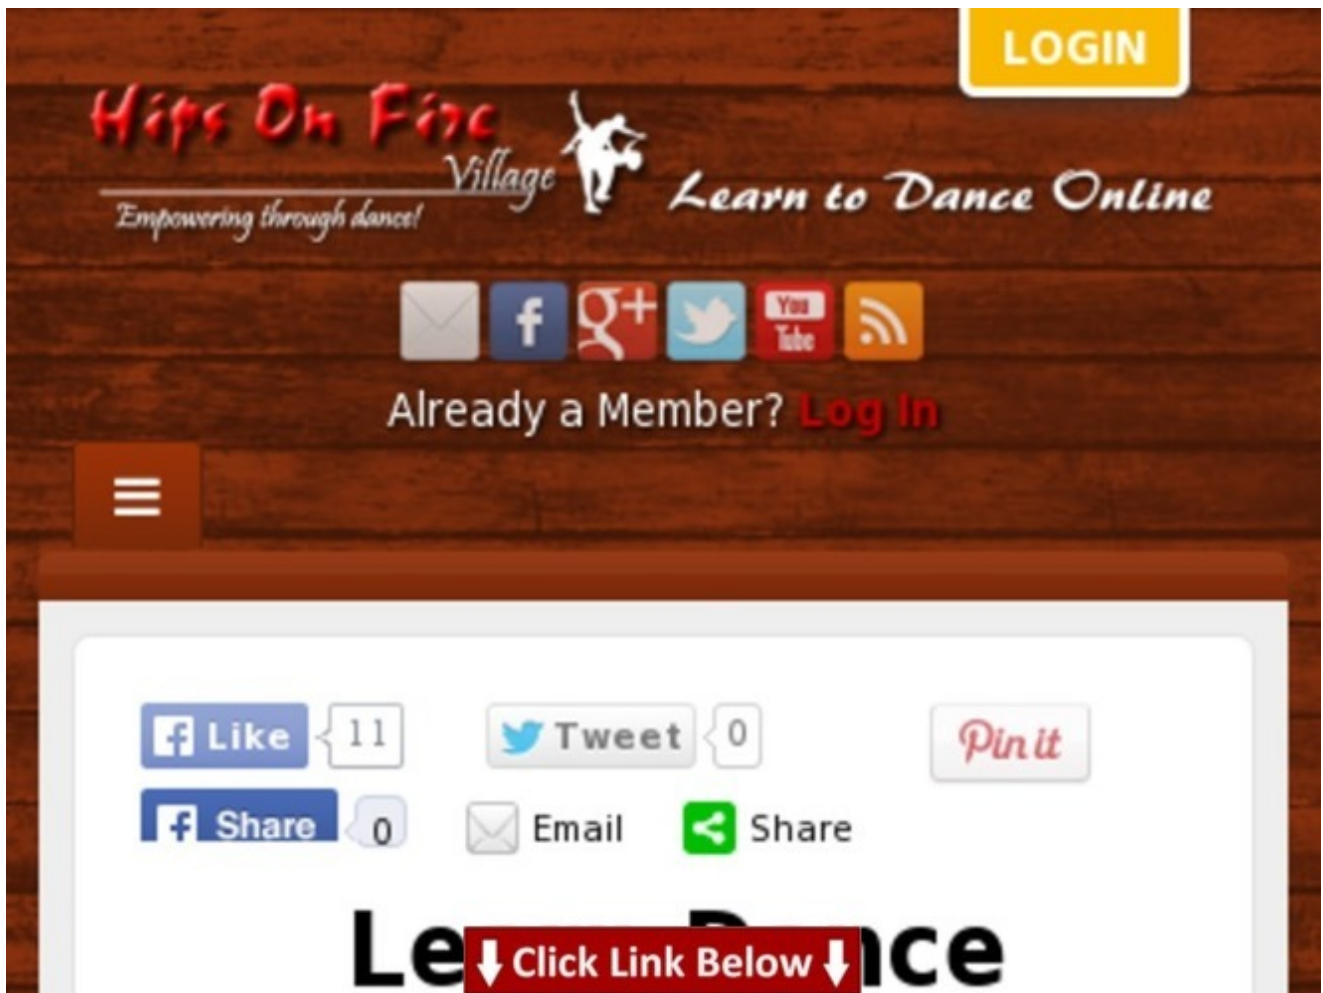 LOGIN
Hips On Fire
Village
Empowering through dance!
Learn to Dance Online
g+
You
Tube
Already a Member? Log In
Like 11
Tweet 0
Pin it
Share 0
Email
Share
Click Link Below